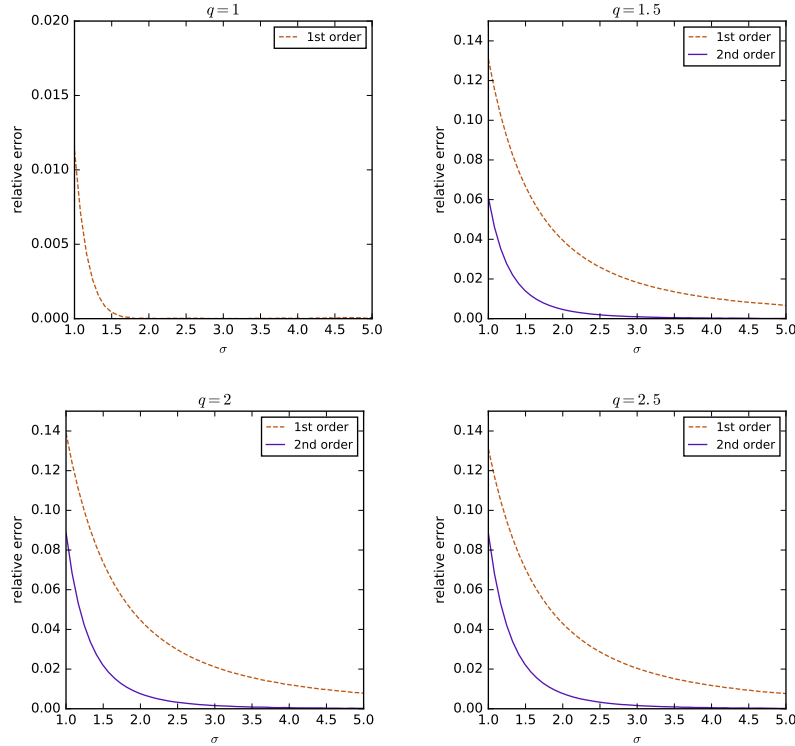 q = 1
1st order
relative error
0.020
0.015
0.010
0.005
0.000
1.0 1.5 2.0 2.5 3.0 3.5 4.0 4.5 5.0
σ
q = 1.5
1st order
2nd order
relative error
0.14
0.12
0.10
0.08
0.06
0.04
0.02
0.00
1.0 1.5 2.0 2.5 3.0 3.5 4.0 4.5 5.0
σ
q = 2
1st order
2nd order
relative error
0.14
0.12
0.10
0.08
0.06
0.04
0.02
0.00
1.0 1.5 2.0 2.5 3.0 3.5 4.0 4.5 5.0
σ
q = 2.5
1st order
2nd order
relative error
0.14
0.12
0.10
0.08
0.06
0.04
0.02
0.00
1.0 1.5 2.0 2.5 3.0 3.5 4.0 4.5 5.0
σ